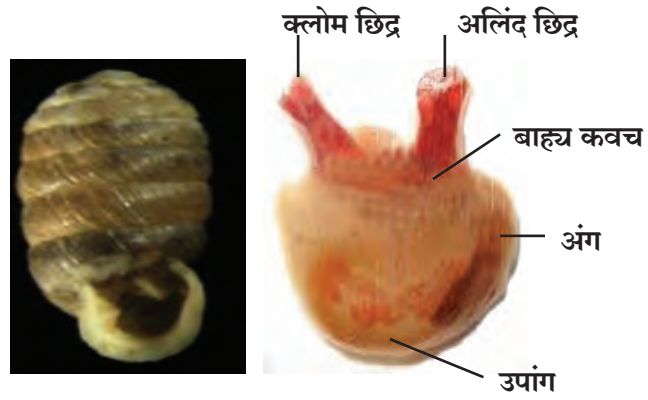 क्लोम छिद्र
अलिंद छिद्र
बाह्य कवच
अंग
उपांग